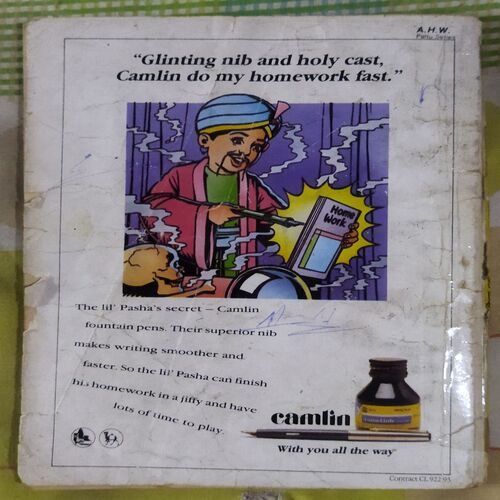 A.H.W.
Pattu Series
“Glinting nib and holy cast,
Camlin do my homework fast.”
Home
Work
The lil’ Pasha’s secret – Camlin
fountain pens. Their superior nib
makes writing smoother and
faster. So the lil’ Pasha can finish
his homework in a jiffy and have
lots of time to play.
camlin
With you all the way
Contract CL 922 93